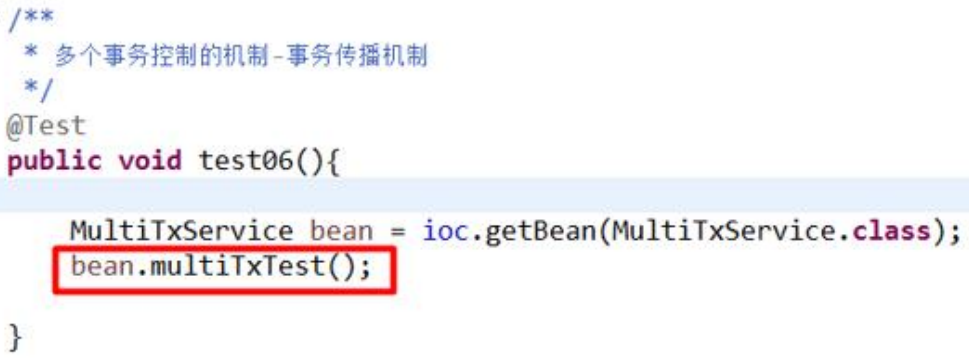 /**
 * 多个事务控制的机制-事务传播机制
 */
@Test
public void test06(){
    MultiTxService bean = ioc.getBean(MultiTxService.class);
    bean.multiTxTest();
}